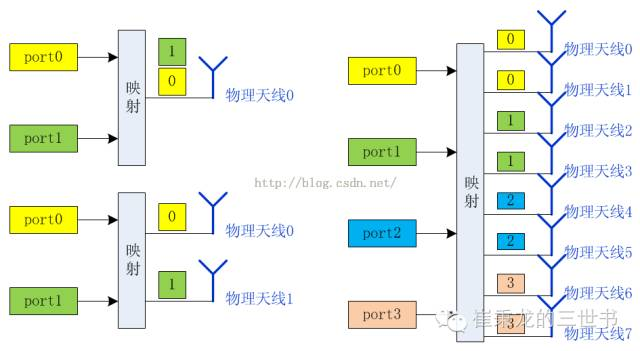 port0
port1
映射
1
0
物理天线0
port0
port1
映射
0
物理天线0
1
物理天线1
http://blog.csdn.net/
port0
port1
port2
port3
映射
0
物理天线0
0
物理天线1
1
物理天线2
1
物理天线3
2
物理天线4
2
物理天线5
3
物理天线6
3
物理天线7
崔秉龙的三世书